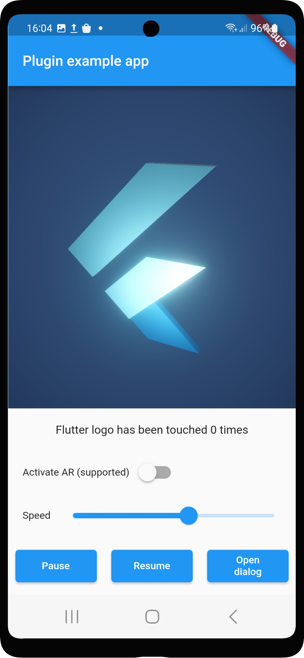 16:04
96%
DEBUG
Plugin example app
Flutter logo has been touched 0 times
Activate AR (supported)
Speed
Pause
Resume
Open
dialog